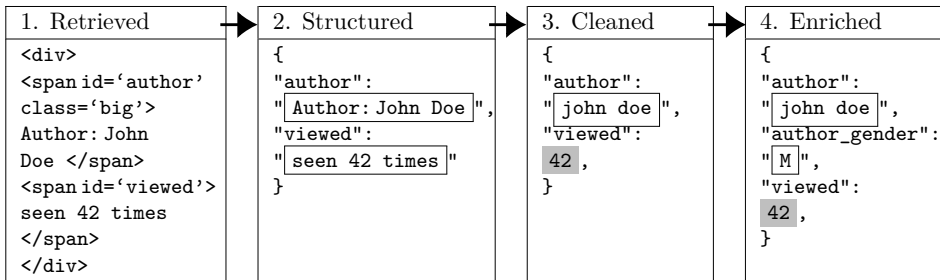 1. Retrieved
<div>
<span id=‘author’
class=‘big’>
Author: John
Doe </span>
<span id=‘viewed’>
seen 42 times
</span>
</div>
2. Structured
{
"author":
"Author: John Doe",
"viewed":
"seen 42 times"
}
3. Cleaned
{
"author":
"john doe",
"viewed":
42,
}
4. Enriched
{
"author":
"john doe",
"author_gender":
"M",
"viewed":
42,
}